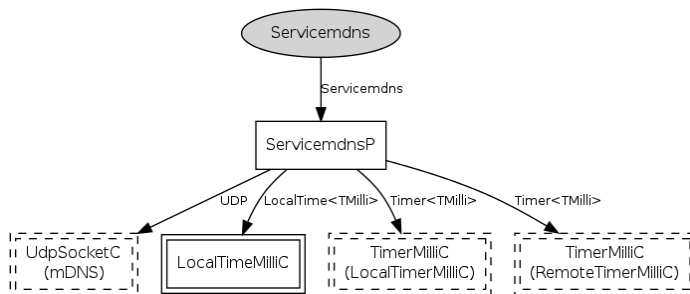 Servicemdns
Servicemdns
ServicemdnsP
UDP
LocalTime<TMilli>
Timer<TMilli>
Timer<TMilli>
UdpSocketC
(mDNS)
LocalTimeMilliC
TimerMilliC
(LocalTimerMilliC)
TimerMilliC
(RemoteTimerMilliC)